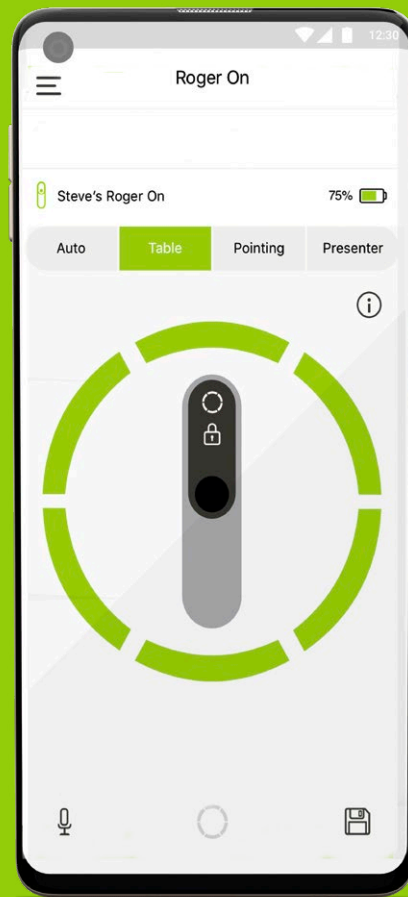 12:30
Roger On
Steve's Roger On 75%
Auto Table Pointing Presenter